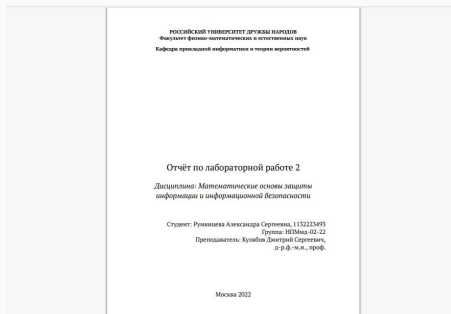 РОССИЙСКИЙ УНИВЕРСИТЕТ ДРУЖБЫ НАРОДОВ
Факультет физико-математических и естественных наук
Кафедра прикладной информатики и теории вероятностей
Отчёт по лабораторной работе 2
Дисциплина: Математические основы защиты
информации и информационной безопасности
Студент: Румянцева Александра Сергеевна, 1132223493
Группа: НПМмд-02-22
Преподаватель: Кулябов Дмитрий Сергеевич,
д-р.ф.-м.н., проф.
Москва 2022